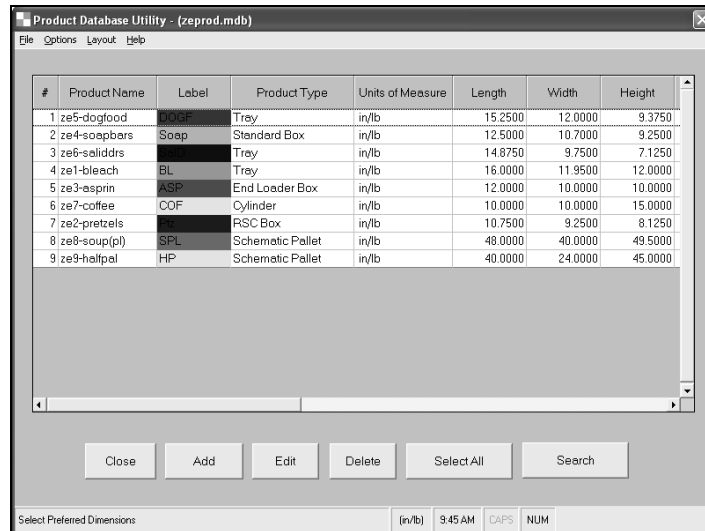 Product Database Utility - (zeprod.mdb)
File Options Layout Help
# Product Name Label Product Type Units of Measure Length Width Height
1 ze5-dogfood DOGF Tray in/lb 15.2500 12.0000 9.3750
2 ze4-soapbars Soap Standard Box in/lb 12.5000 10.7000 9.2500
3 ze6-saliddrs Tray in/lb 14.8750 9.7500 7.1250
4 ze1-bleach BL Tray in/lb 16.0000 11.9500 12.0000
5 ze3-asprin ASP End Loader Box in/lb 12.0000 10.0000 10.0000
6 ze7-coffee COF Cylinder in/lb 10.0000 10.0000 15.0000
7 ze2-pretzels RSC Box in/lb 10.7500 9.2500 8.1250
8 ze8-soup(pl) SPL Schematic Pallet in/lb 48.0000 40.0000 49.5000
9 ze9-halfpal HP Schematic Pallet in/lb 40.0000 24.0000 45.0000
Close Add Edit Delete Select All Search
Select Preferred Dimensions (in/lb) 9:45 AM CAPS NUM